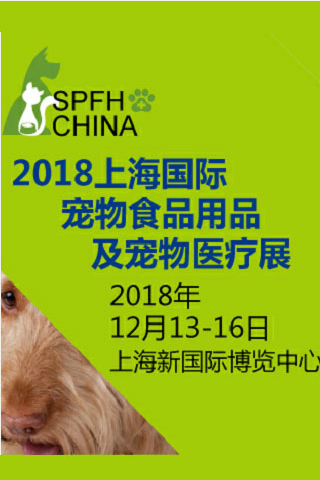 SPFH
CHINA
2018上海国际
宠物食品用品
及宠物医疗展
2018年
12月13-16日
上海新国际博览中心